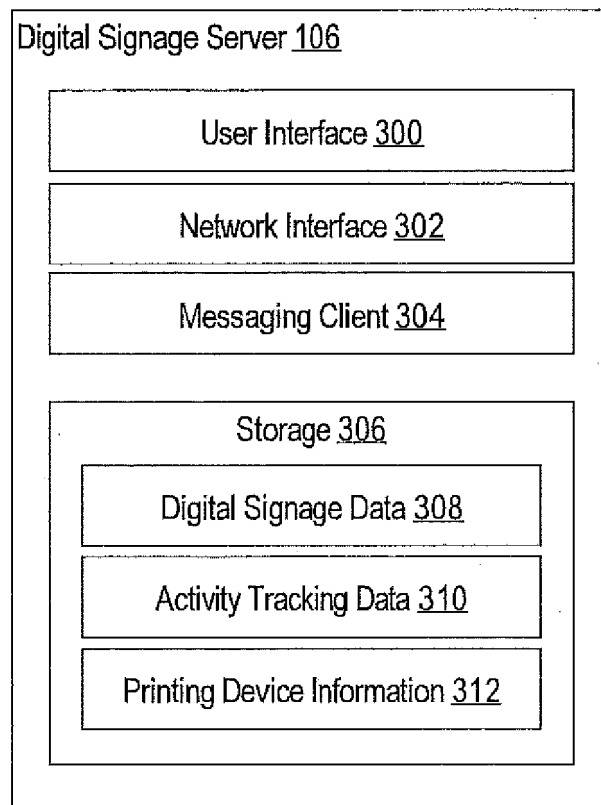 Digital Signage Server 106
User Interface 300
Network Interface 302
Messaging Client 304
Storage 306
Digital Signage Data 308
Activity Tracking Data 310
Printing Device Information 312